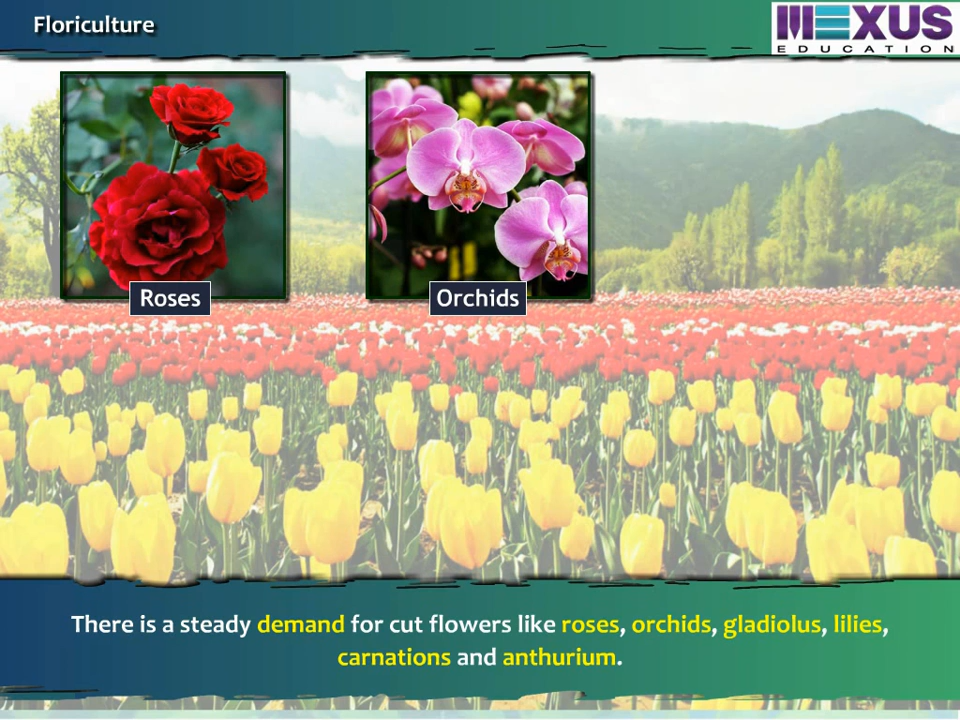 Floriculture
MEXUS
EDUCATION
Roses
Orchids
There is a steady demand for cut flowers like roses, orchids, gladiolus, lilies,
carnations and anthurium.